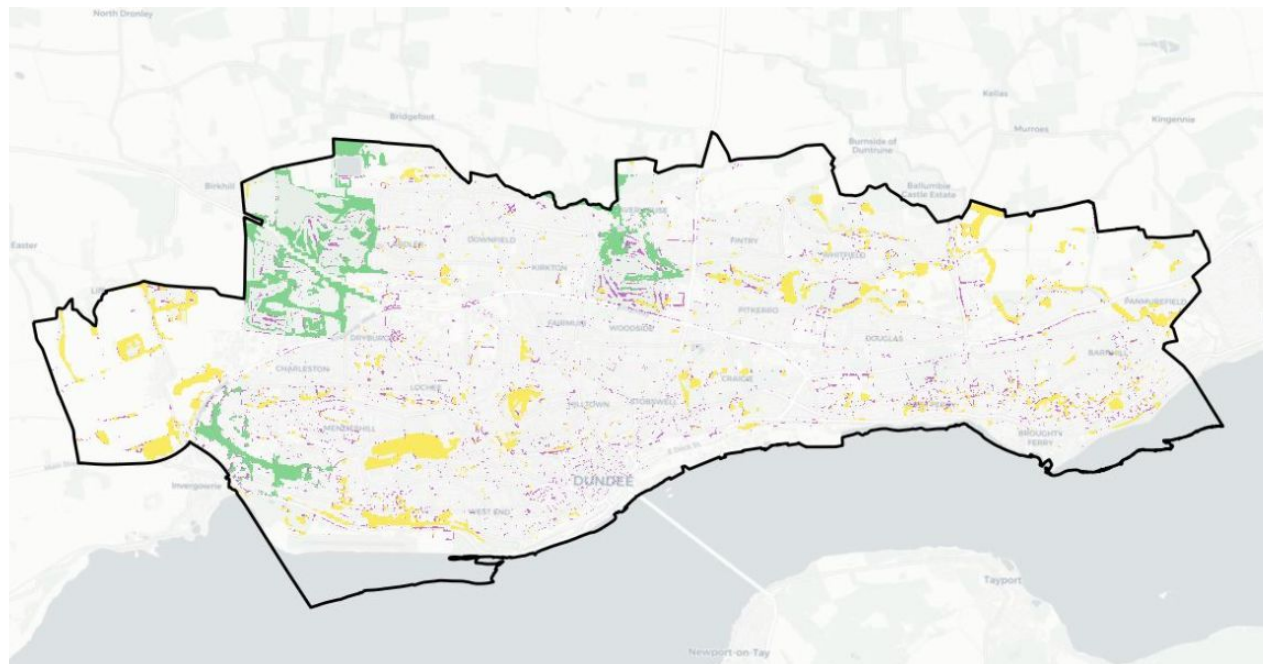 North Dronley
Bridgefoot
Kellas
Murroes
Kingennie
Burnside of
Duntrune
Birkhill
Ballumbie
Castle Estate
Easter
DOWNFIELD
FINTRY
WHITFIELD
KIRKTON
PANMUREFIELD
FAIRMUIR
WOODSIDE
PITKERRO
DOUGLAS
BARNHILL
CHARLESTON
LOCHEE
CRAIGIE
HILLTOWN
STOBSWELL
MENZIESHILL
BROUGHTY
FERRY
Invergowrie
DUNDEE
WEST END
Tayport
Newport-on-Tay